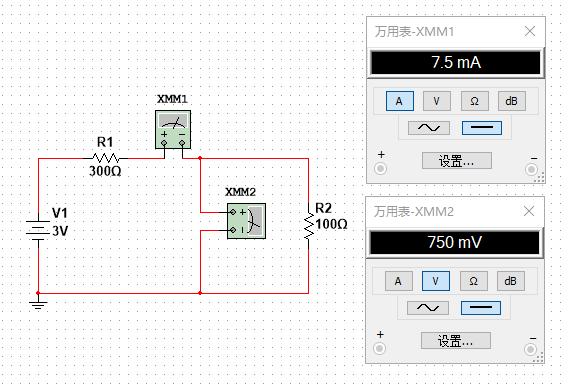 万用表-XMM1
7.5 mA
A V Ω dB
+ 设置... −
XMM1
+ −
R1
300Ω
XMM2
+
−
V1
3V
R2
100Ω
万用表-XMM2
750 mV
A V Ω dB
+ 设置... −